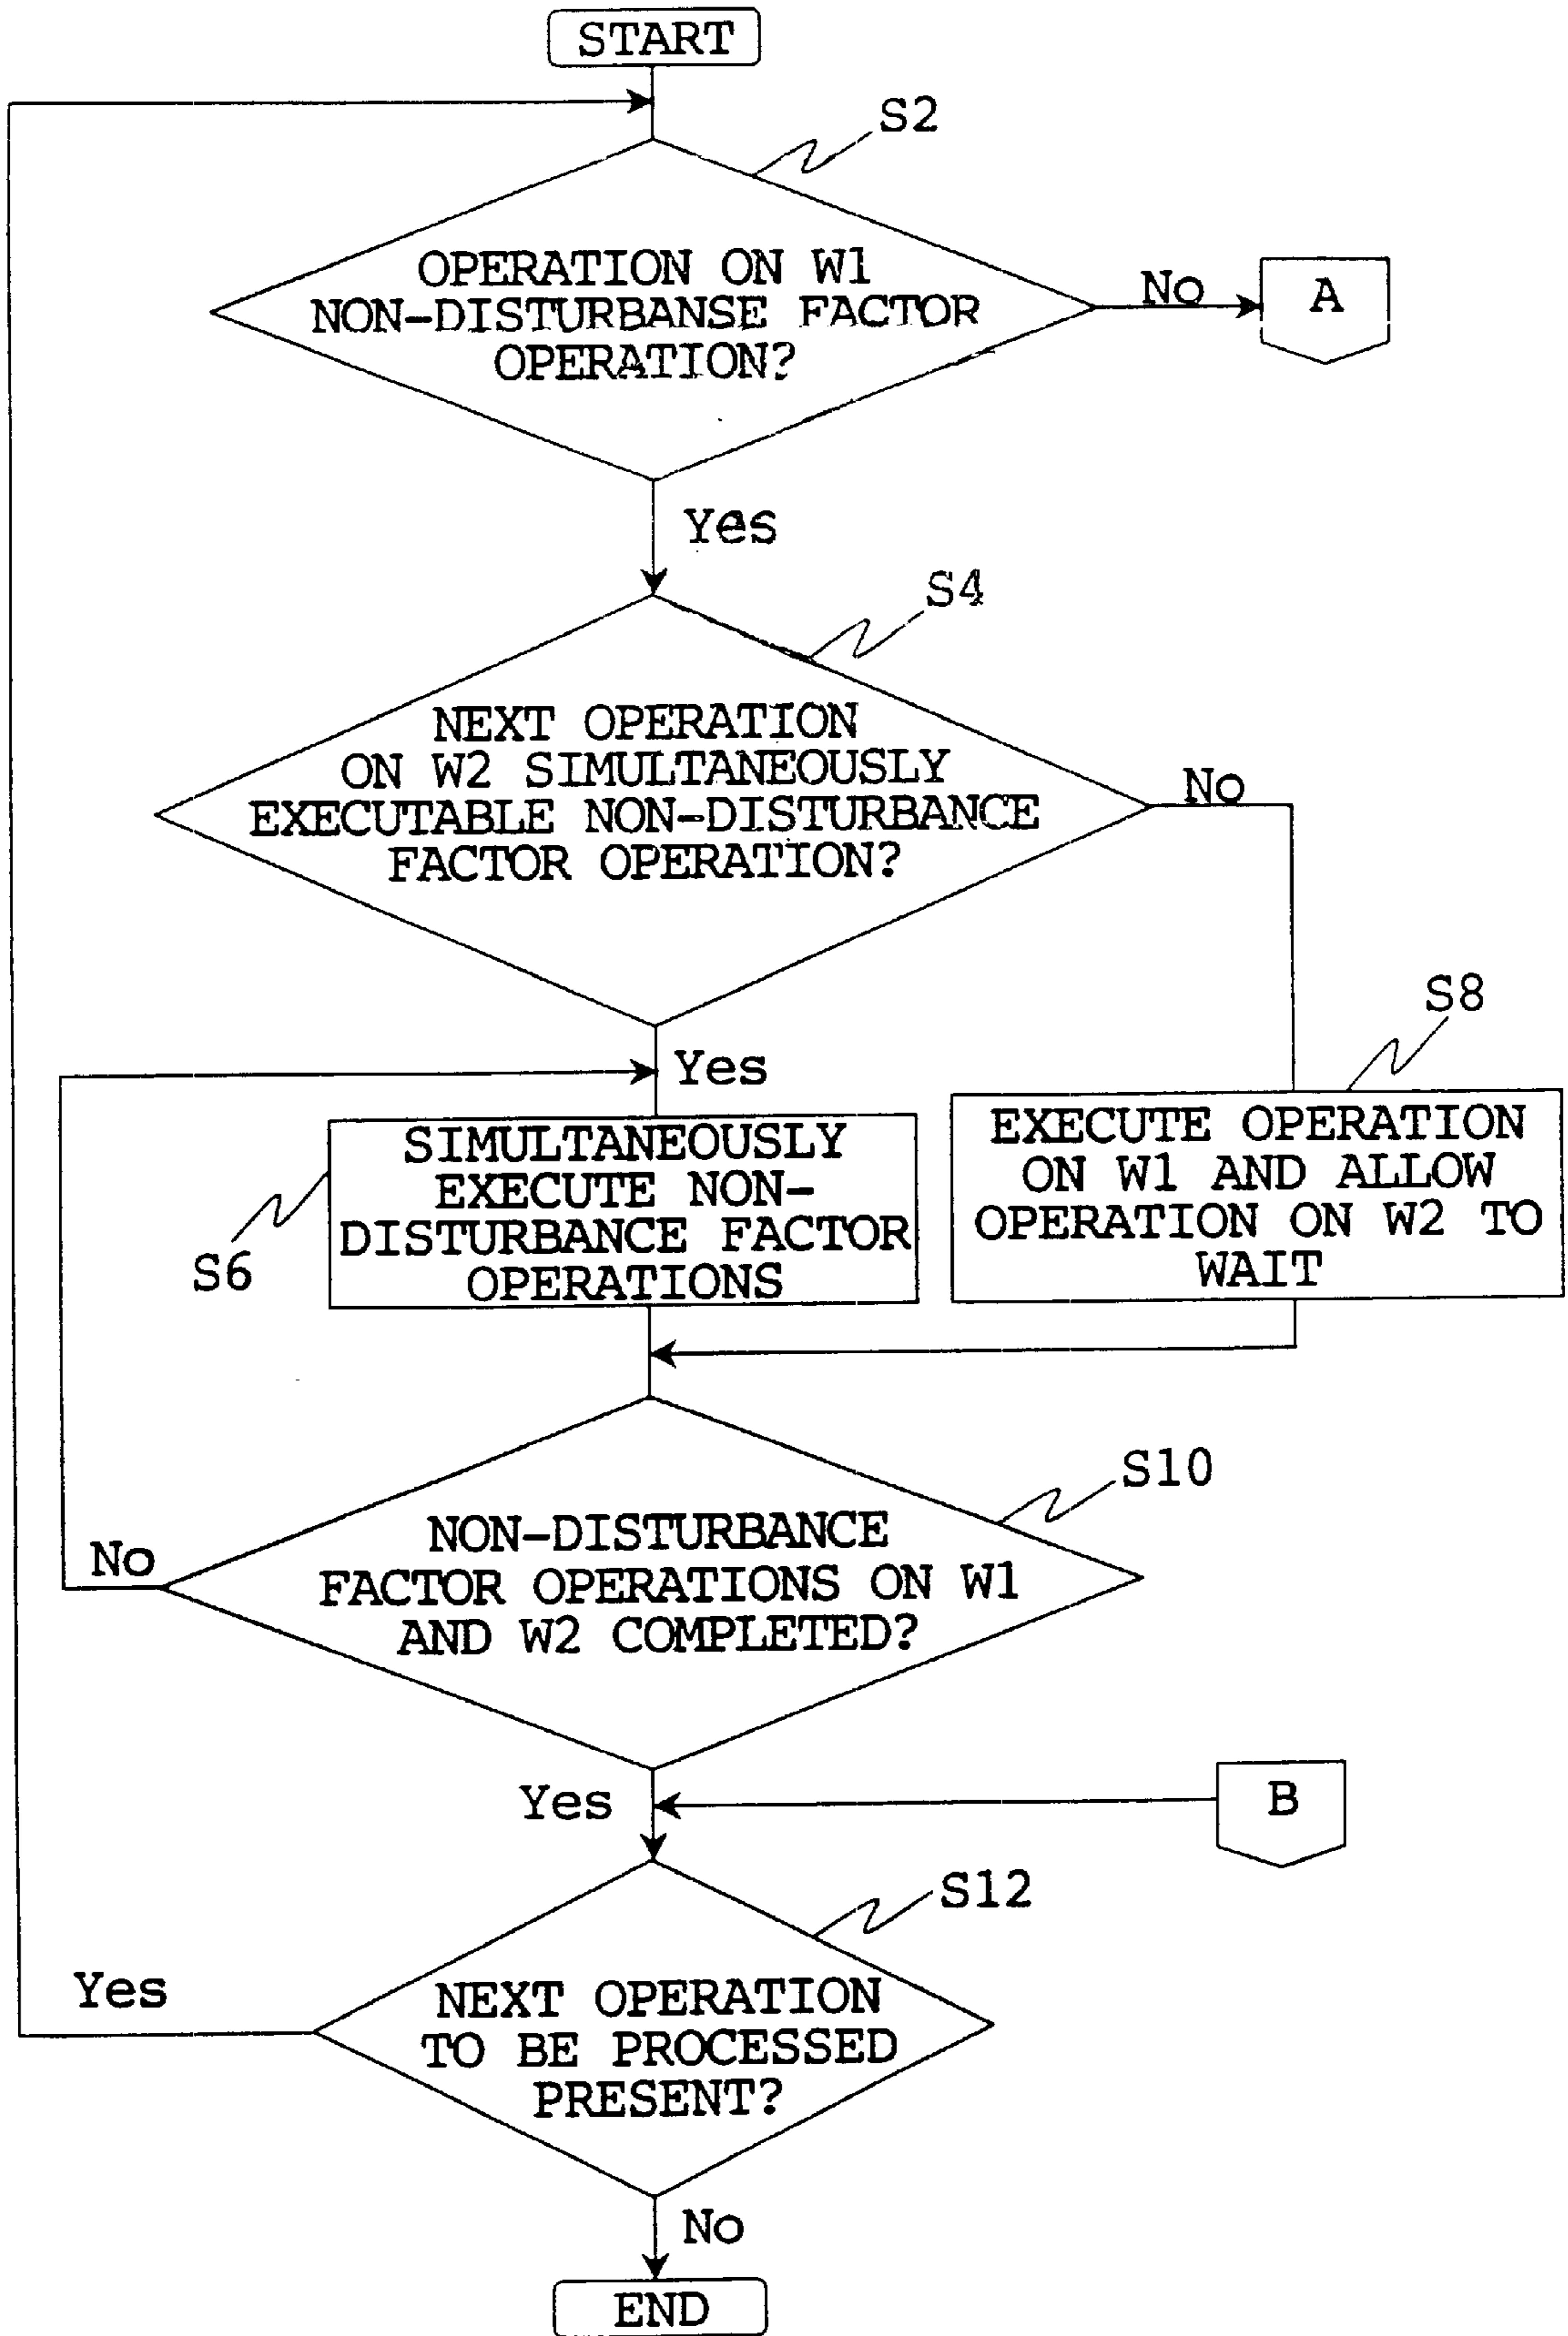 START
S2
OPERATION ON W1
NON-DISTURBANSE FACTOR
OPERATION?
No
A
Yes
S4
NEXT OPERATION
ON W2 SIMULTANEOUSLY
EXECUTABLE NON-DISTURBANCE
FACTOR OPERATION?
No
S8
Yes
SIMULTANEOUSLY
EXECUTE NON-
DISTURBANCE FACTOR
OPERATIONS
S6
EXECUTE OPERATION
ON W1 AND ALLOW
OPERATION ON W2 TO
WAIT
S10
NON-DISTURBANCE
FACTOR OPERATIONS ON W1
AND W2 COMPLETED?
No
Yes
B
S12
NEXT OPERATION
TO BE PROCESSED
PRESENT?
Yes
No
END